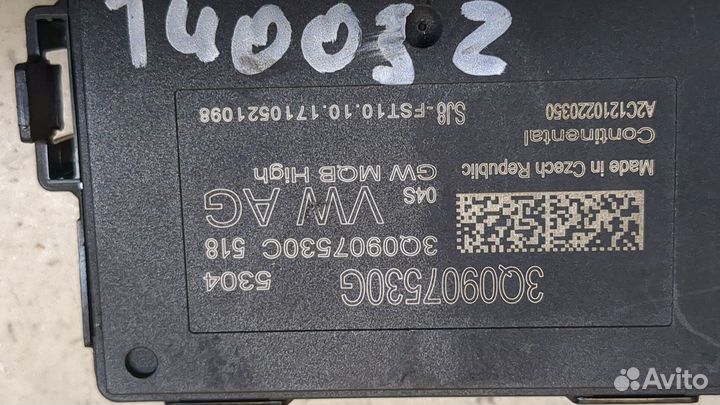 140032
3Q0907530G
5304
3Q0907530C 518
VW AG 04S
GW MQB High
Made in Czech Republic
Continental
A2C1210220350
SJ8-FST10.10.1710521098
Avito